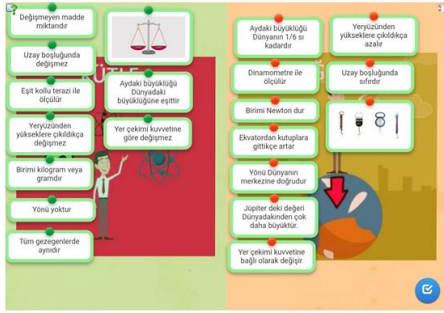 Değişmeyen madde
miktarıdır
Uzay boşluğunda
değişmez
Eşit kollu terazi ile
ölçülür
Yeryüzünden
yükseklere çıkıldıkça
değişmez
Birimi kilogram veya
gramdır
Yönü yoktur
Tüm gezegenlerde
aynıdır
Aydaki büyüklüğü
Dünyadaki
büyüklüğüne eşittir
Yer çekimi kuvvetine
göre değişmez
KÜTLE
Aydaki büyüklüğü
Dünyanın 1/6 sı
kadardır
Dinamometre ile
ölçülür
Birimi Newton dur
Ekvatordan kutuplara
gittikçe artar
Yönü Dünyanın
merkezine doğrudur
Jüpiter deki değeri
Dünyadakinden çok
daha büyüktür.
Yer çekimi kuvvetine
bağlı olarak değişir
Yeryüzünden
yükseklere çıkıldıkça
azalır
Uzay boşluğunda
sıfırdır